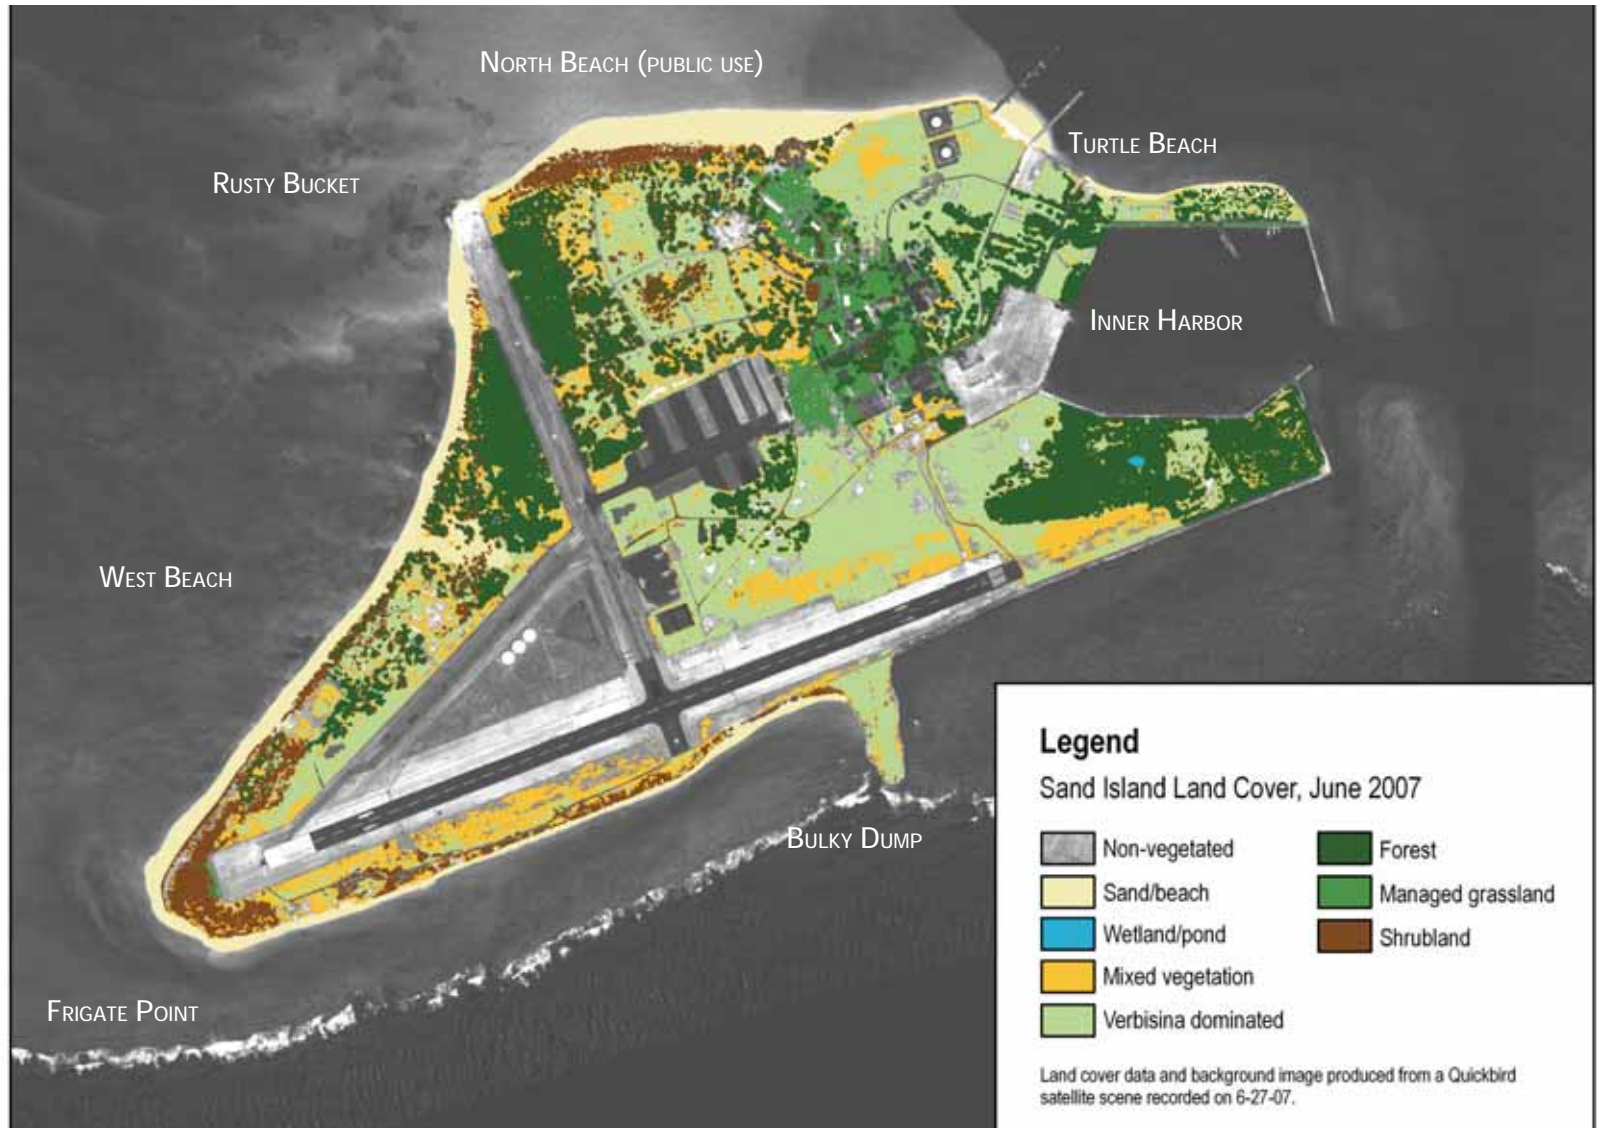 NORTH BEACH (PUBLIC USE)
TURTLE BEACH
RUSTY BUCKET
INNER HARBOR
WEST BEACH
BULKY DUMP
FRIGATE POINT
Legend
Sand Island Land Cover, June 2007
Non-vegetated
Sand/beach
Wetland/pond
Mixed vegetation
Verbisina dominated
Forest
Managed grassland
Shrubland
Land cover data and background image produced from a Quickbird
satellite scene recorded on 6-27-07.